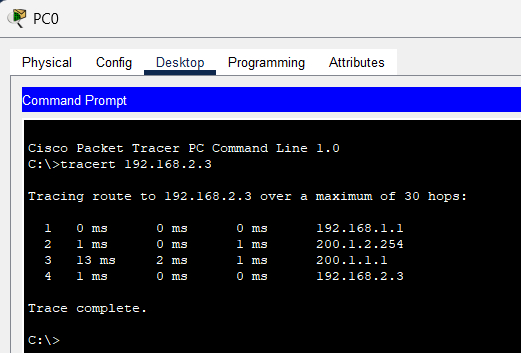 PC0
Physical Config Desktop Programming Attributes
Command Prompt
Cisco Packet Tracer PC Command Line 1.0
C:\>tracert 192.168.2.3
Tracing route to 192.168.2.3 over a maximum of 30 hops:
1 0 ms 0 ms 0 ms 192.168.1.1
2 1 ms 0 ms 1 ms 200.1.2.254
3 13 ms 2 ms 1 ms 200.1.1.1
4 1 ms 0 ms 0 ms 192.168.2.3
Trace complete.
C:\>